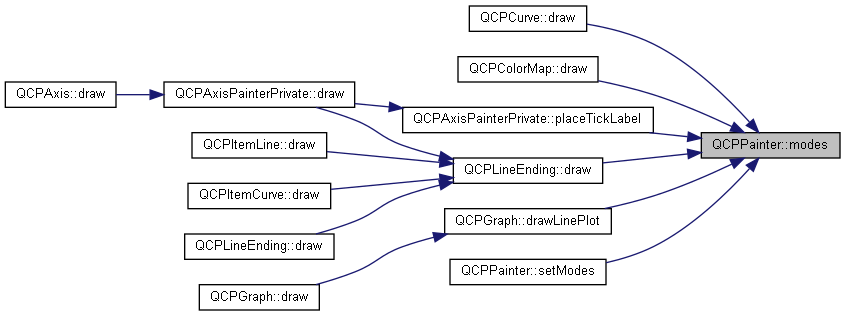 QCPCurve::draw
QCPColorMap::draw
QCPAxis::draw
QCPAxisPainterPrivate::draw
QCPAxisPainterPrivate::placeTickLabel
QCPPainter::modes
QCPItemLine::draw
QCPLineEnding::draw
QCPItemCurve::draw
QCPGraph::drawLinePlot
QCPLineEnding::draw
QCPPainter::setModes
QCPGraph::draw